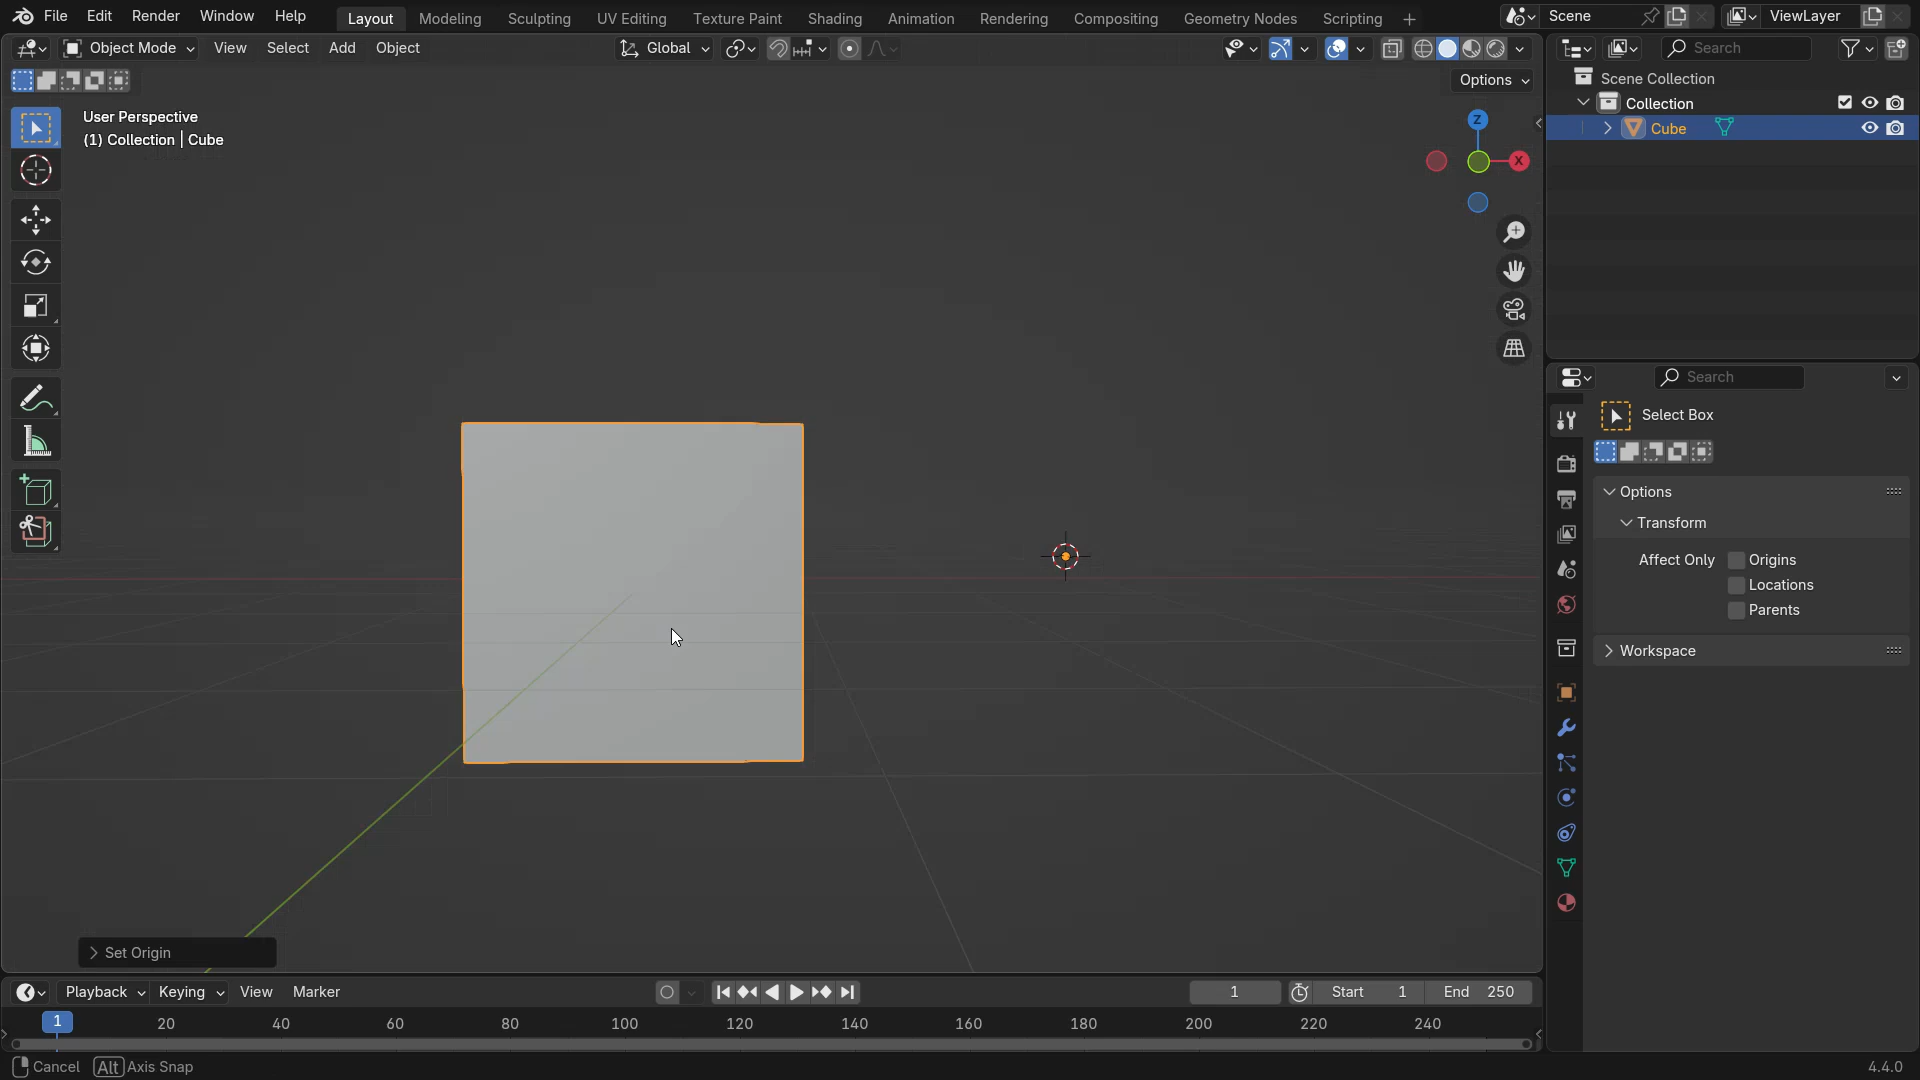 File Edit Render Window Help Layout Modeling Sculpting UV Editing Texture Paint Shading Animation Rendering Compositing Geometry Nodes Scripting + Scene ViewLayer
Object Mode View Select Add Object Global Search
Options
User Perspective
(1) Collection | Cube
Z
X
Scene Collection
Collection
Cube
Search
Select Box
Options
Transform
Affect Only Origins
Locations
Parents
Workspace
Set Origin
Playback Keying View Marker 1 Start 1 End 250
1 20 40 60 80 100 120 140 160 180 200 220 240
Cancel Alt Axis Snap 4.4.0